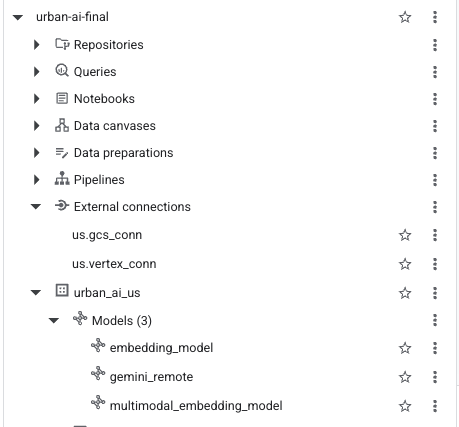 urban-ai-final
Repositories
Queries
Notebooks
Data canvases
Data preparations
Pipelines
External connections
us.gcs_conn
us.vertex_conn
urban_ai_us
Models (3)
embedding_model
gemini_remote
multimodal_embedding_model